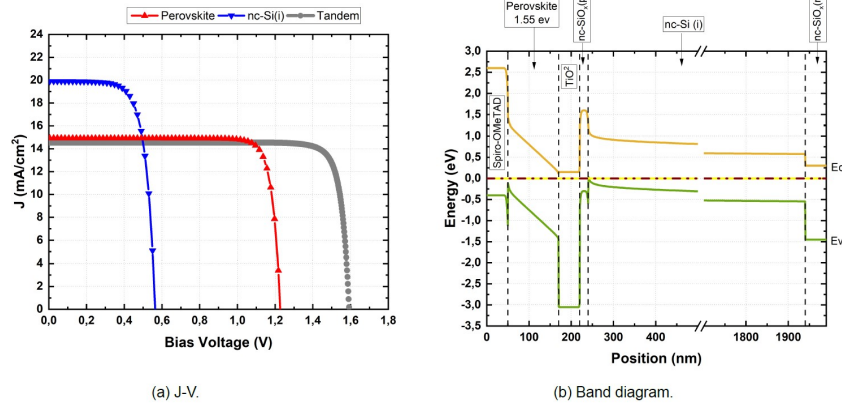 Perovskite nc-Si(i) Tandem
24
22
20
18
16
14
12
10
8
6
4
2
0
J (mA/cm²)
0,0 0,2 0,4 0,6 0,8 1,0 1,2 1,4 1,6 1,8
Bias Voltage (V)
(a) J-V.
Perovskite
1.55 ev
nc-SiOₓ(p
nc-Si (i)
nc-SiOₓ(n
3,0
2,5
2,0
1,5
1,0
0,5
0,0
-0,5
-1,0
-1,5
-2,0
-2,5
-3,0
-3,5
Energy (eV)
Spiro-OMeTAD
TiO²
Ec
Ev
0 100 200 300 400 1800 1900
Position (nm)
(b) Band diagram.